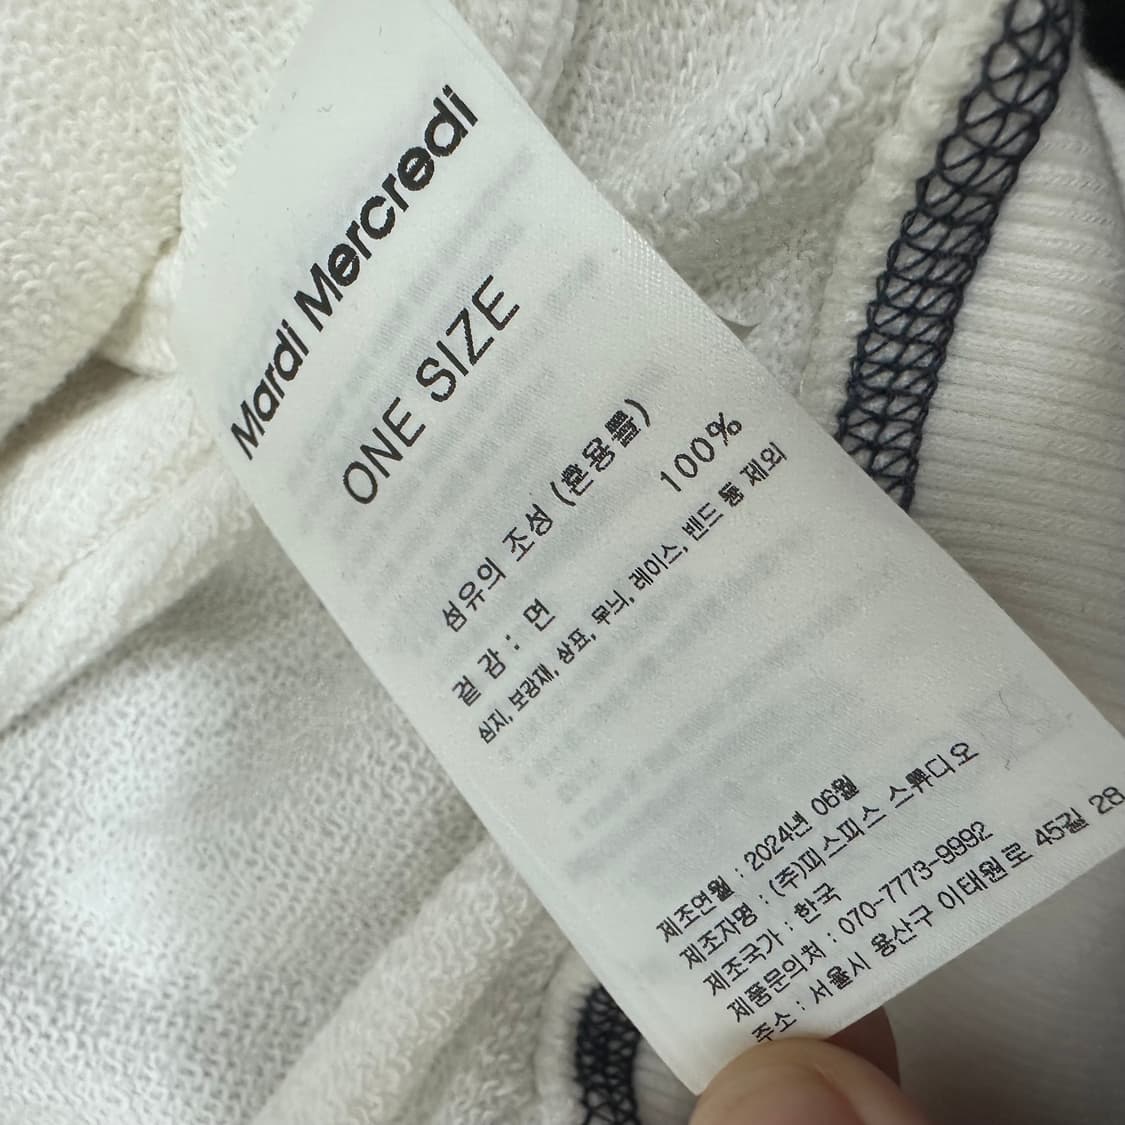 Mardi Mercredi
ONE SIZE
섬유의 조성 (혼용률)
겉 감 : 면 100%
심지, 보강재, 상표, 무늬, 레이스, 밴드 등 제외
제조연월 : 2024년 06월
제조자명 : (주)피스피스 스튜디오
제조국가 : 한국
제품문의처 : 070-7773-9992
주소 : 서울시 용산구 이태원로 45길 28